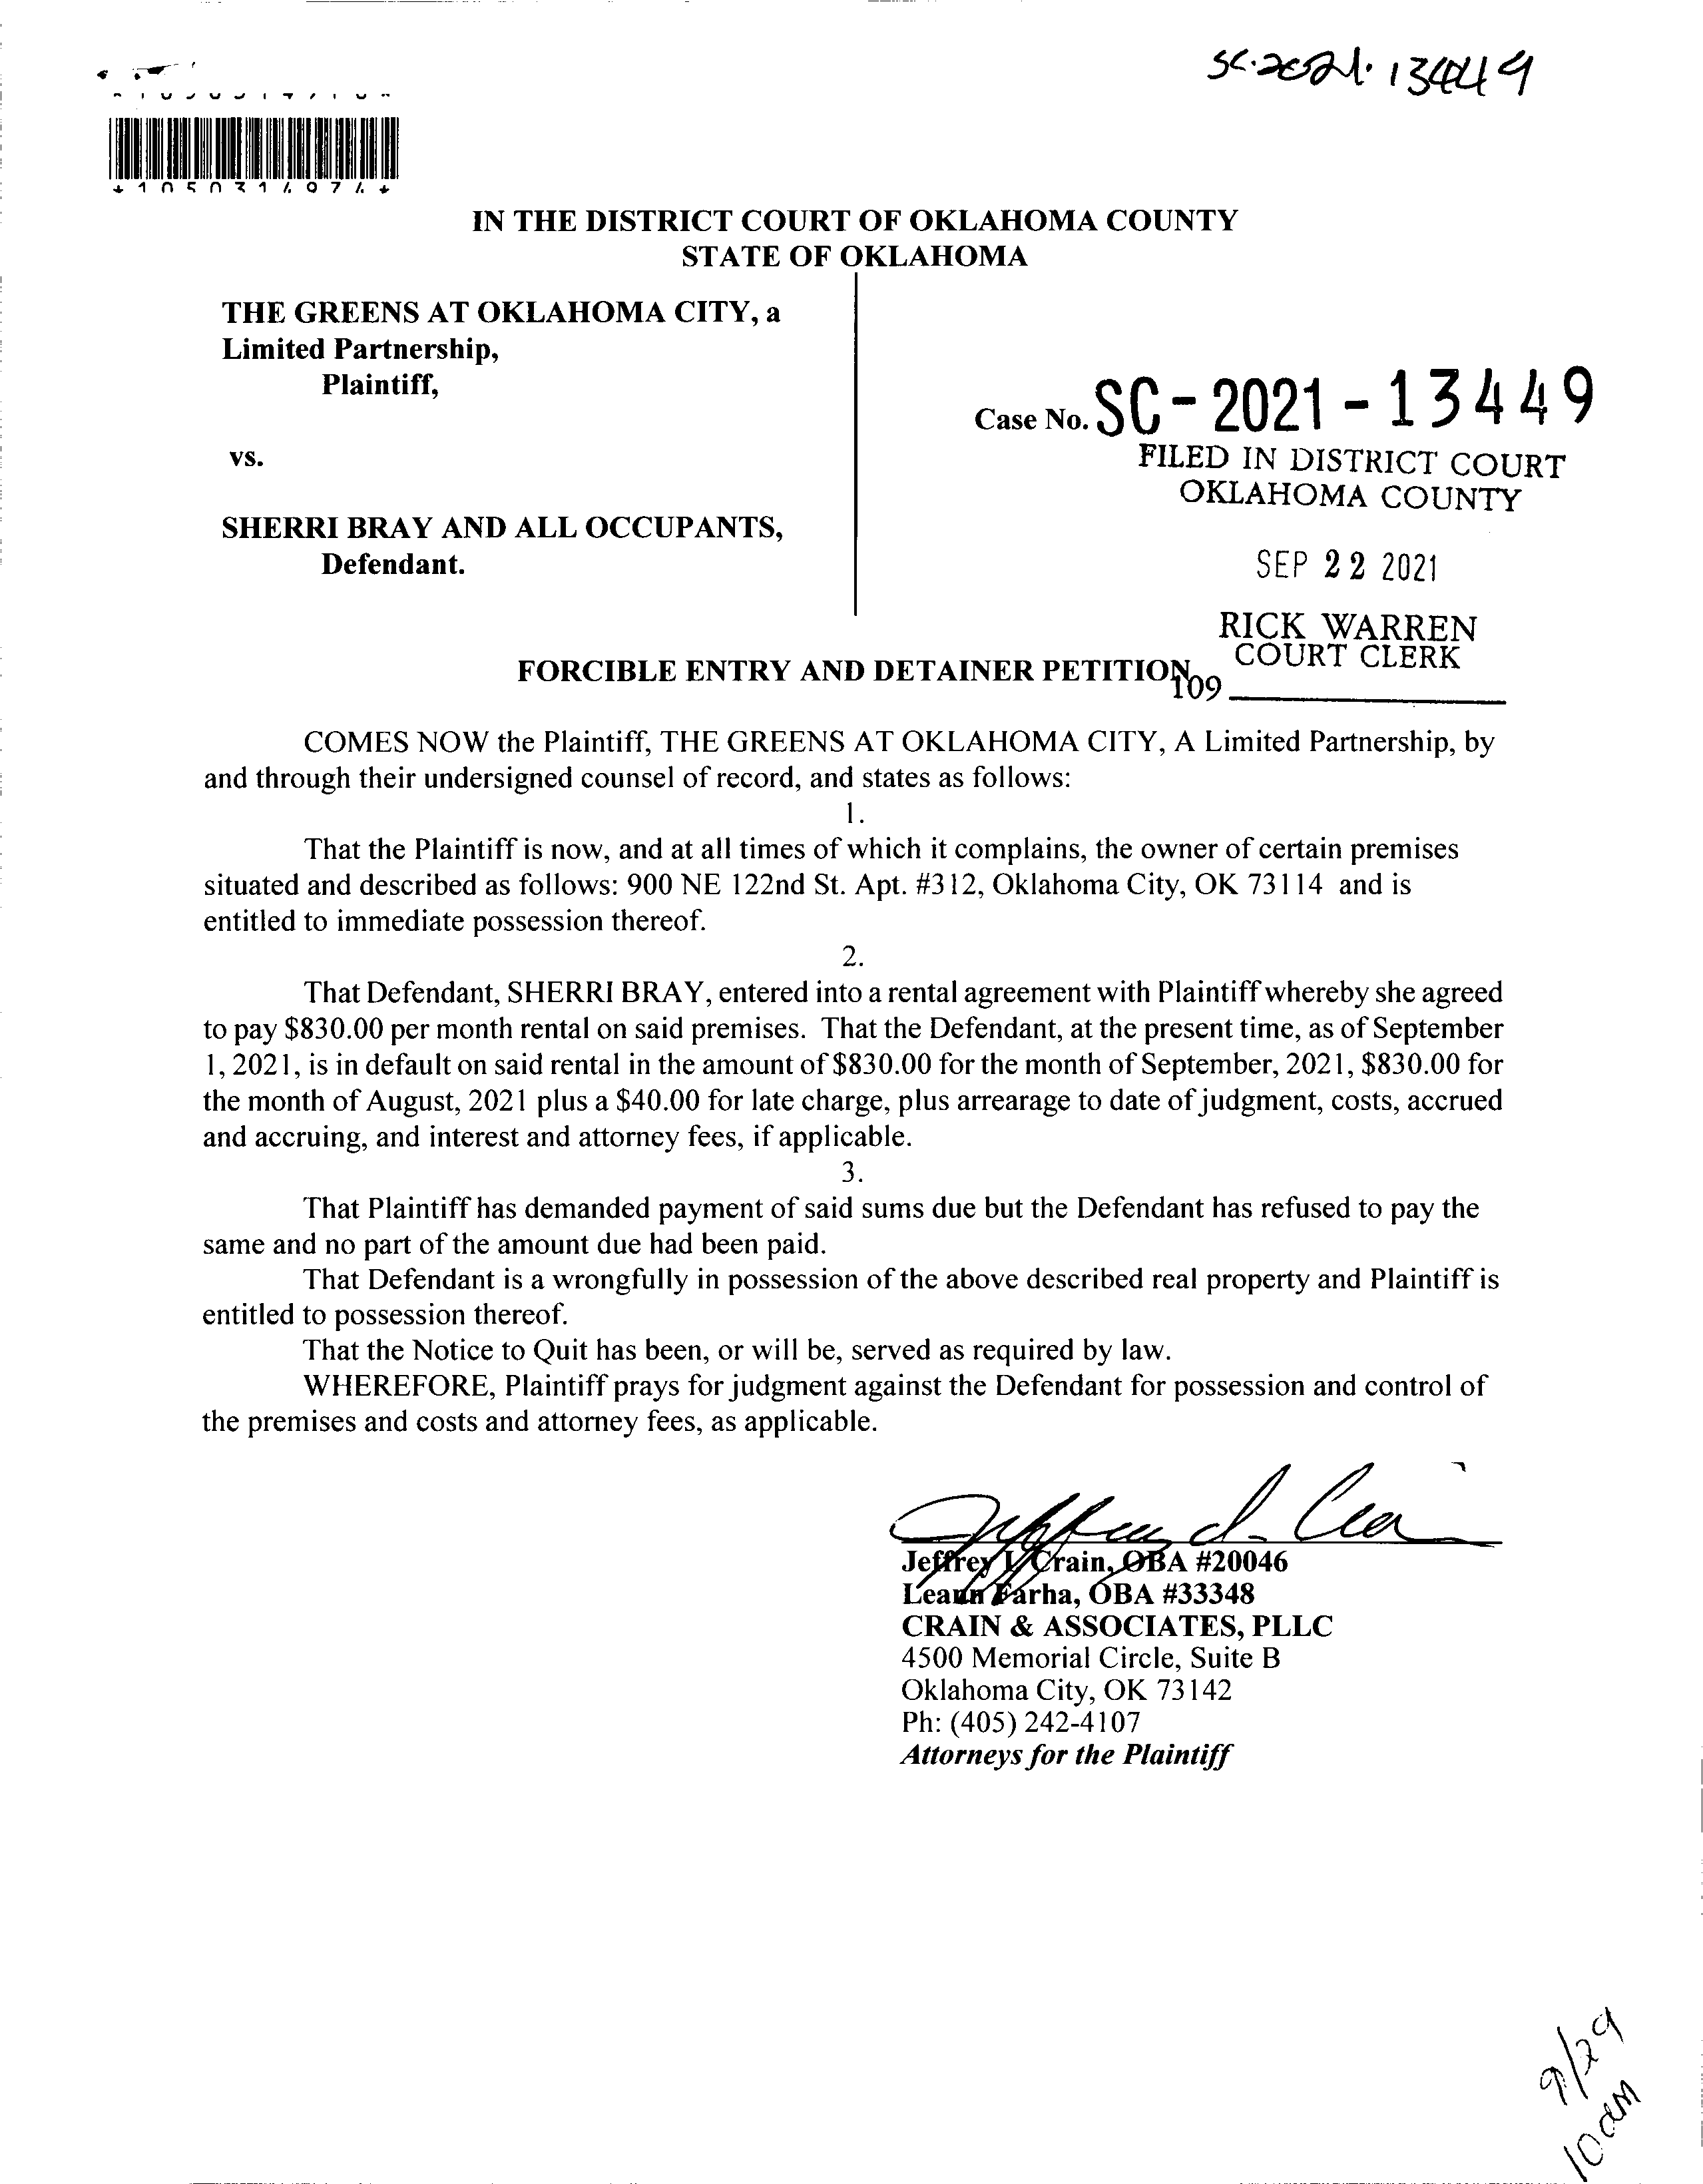 SC-2021-13449
*1050314974*
IN THE DISTRICT COURT OF OKLAHOMA COUNTY
STATE OF OKLAHOMA
THE GREENS AT OKLAHOMA CITY, a
Limited Partnership,
Plaintiff,
vs.
SHERRI BRAY AND ALL OCCUPANTS,
Defendant.
Case No. SC-2021-13449
FILED IN DISTRICT COURT
OKLAHOMA COUNTY
SEP 22 2021
RICK WARREN
COURT CLERK
109
FORCIBLE ENTRY AND DETAINER PETITION
COMES NOW the Plaintiff, THE GREENS AT OKLAHOMA CITY, A Limited Partnership, by
and through their undersigned counsel of record, and states as follows:
1.
That the Plaintiff is now, and at all times of which it complains, the owner of certain premises
situated and described as follows: 900 NE 122nd St. Apt. #312, Oklahoma City, OK 73114 and is
entitled to immediate possession thereof.
2.
That Defendant, SHERRI BRAY, entered into a rental agreement with Plaintiff whereby she agreed
to pay $830.00 per month rental on said premises. That the Defendant, at the present time, as of September
1, 2021, is in default on said rental in the amount of $830.00 for the month of September, 2021, $830.00 for
the month of August, 2021 plus a $40.00 for late charge, plus arrearage to date of judgment, costs, accrued
and accruing, and interest and attorney fees, if applicable.
3.
That Plaintiff has demanded payment of said sums due but the Defendant has refused to pay the
same and no part of the amount due had been paid.
That Defendant is a wrongfully in possession of the above described real property and Plaintiff is
entitled to possession thereof.
That the Notice to Quit has been, or will be, served as required by law.
WHEREFORE, Plaintiff prays for judgment against the Defendant for possession and control of
the premises and costs and attorney fees, as applicable.
Jeffrey L Crain, OBA #20046
Leann Farha, OBA #33348
CRAIN & ASSOCIATES, PLLC
4500 Memorial Circle, Suite B
Oklahoma City, OK 73142
Ph: (405) 242-4107
Attorneys for the Plaintiff
9/29
10am